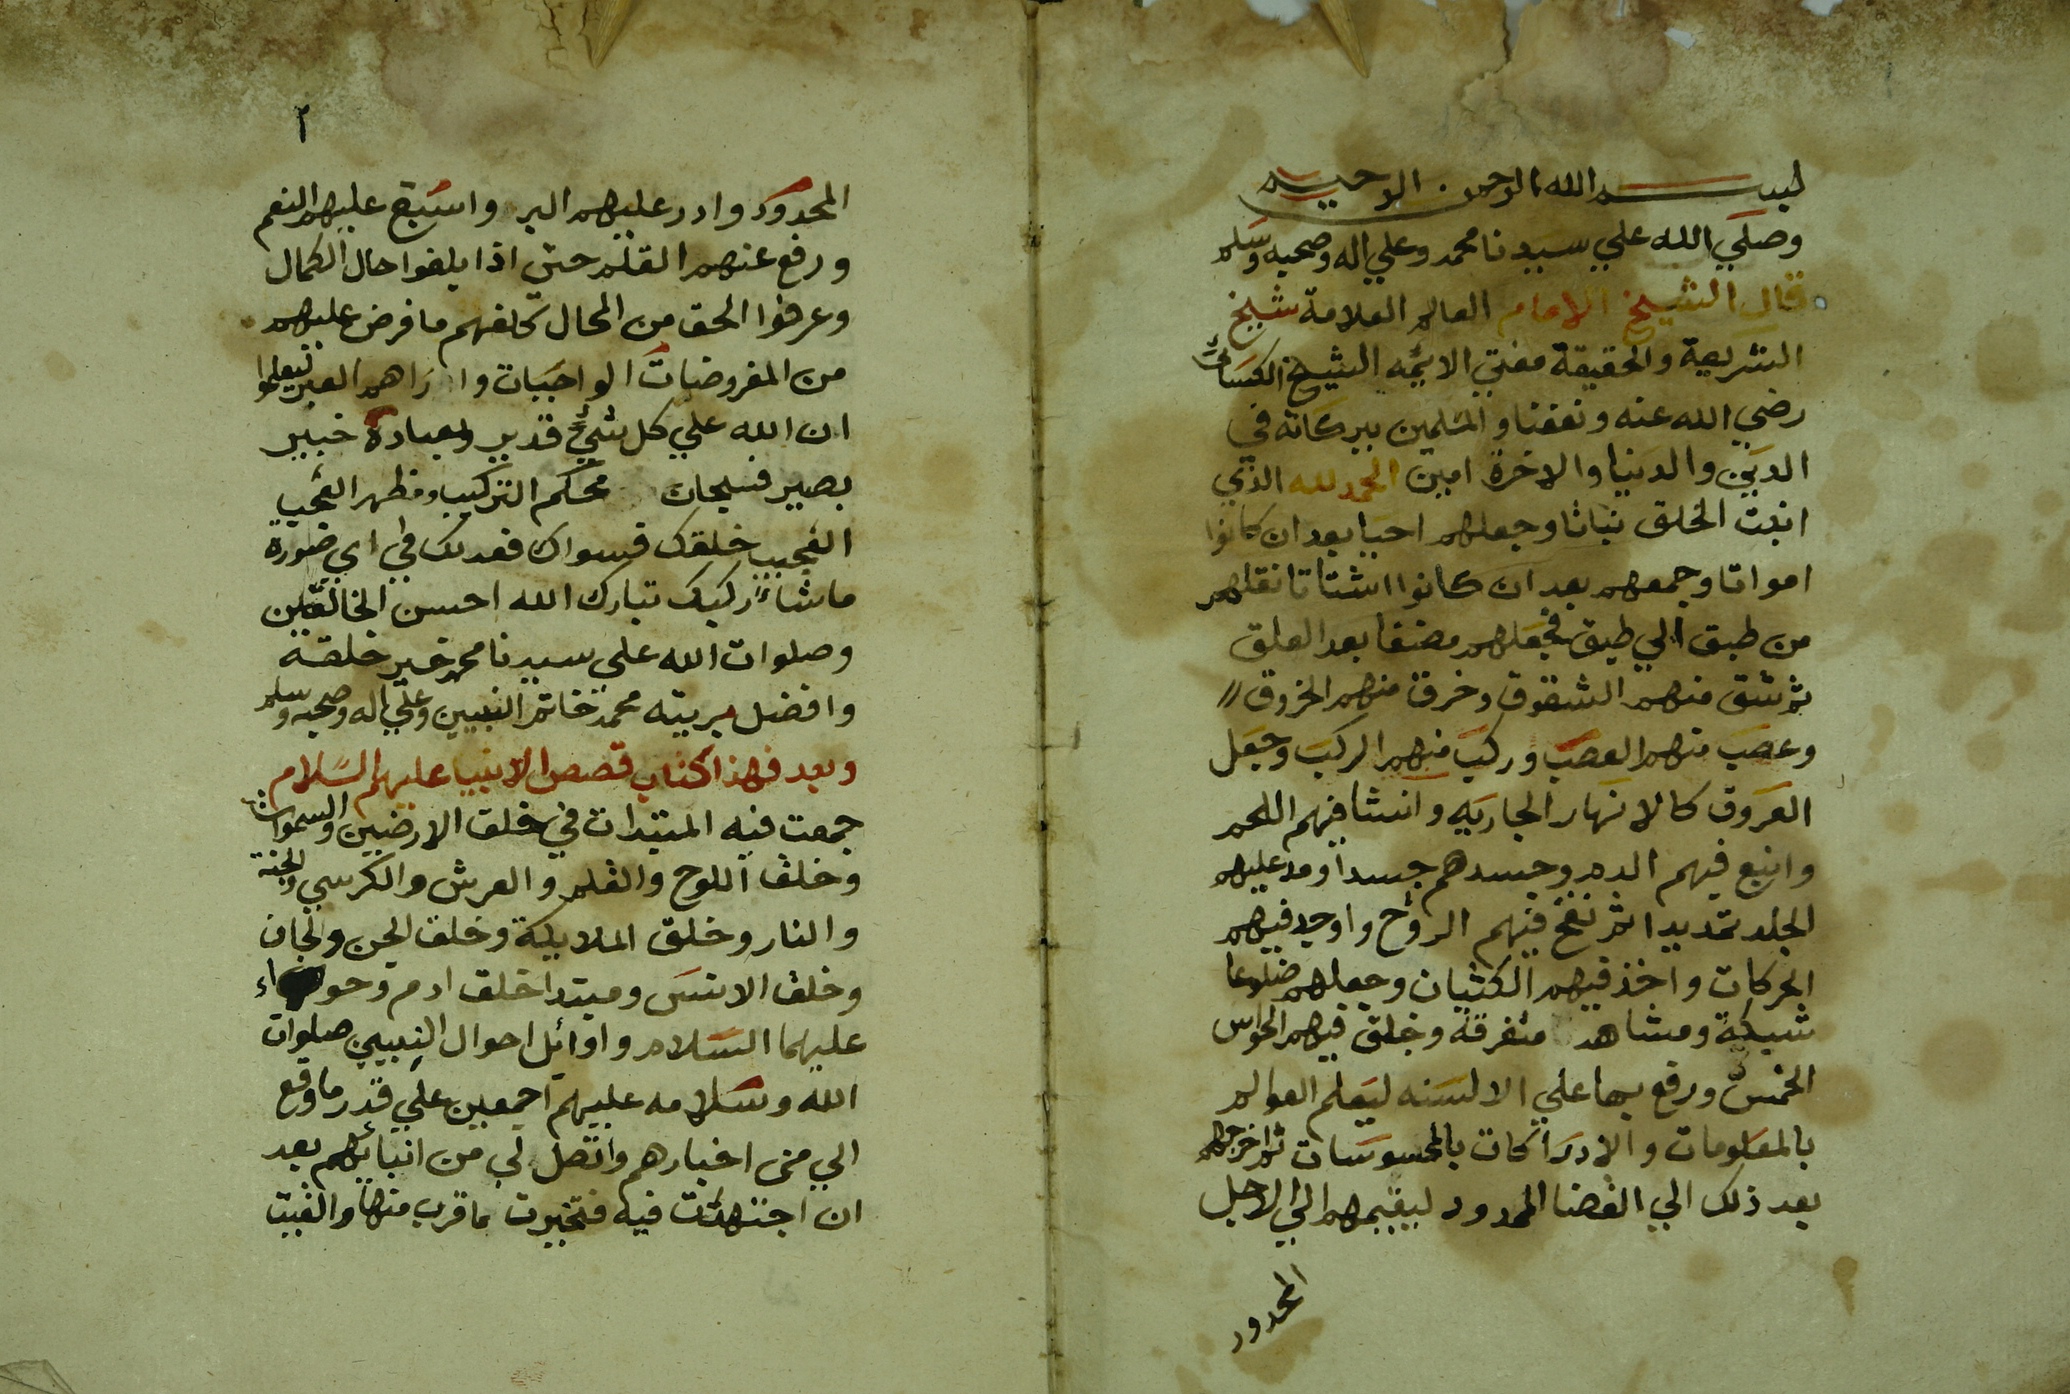 بسم الله الرحمن الرحيم
وصلي الله علي سيدنا محمد وعلي اله وصحبه وسلم
قال الشيخ الامام العالم العلامة شيخ
الشريعة والحقيقة مفتي الايمه الشيخ الكسائي
رضي الله عنه ونفعنا والمسلمين ببركاته في
الدين والدنيا والاخرة امين الحمد لله الذي
انبت الخلق نباتا وجعلهم احيا بعد ان كانوا
امواتا وجمعهم بعد ان كانوا اشتاتا نقلهم
من طبق الي طبق فجعلهم مضغا بعد العلق
ثم شق منهم الشقوق وخرق منهم الخروق
وعصب منهم العصب وركب منهم الركب وجعل
العروق كالانهار الجاريه وانشا فيهم اللحم
وانبع فيهم الدم وجسدهم جسدا ومد عليهم
الجلد تمديدا ثم نفخ فيهم الروح واوجد فيهم
الحركات واخذ فيهم الكثبان وجعلهم ضلوعا
شبكة ومشاهد متفرقة وخلق فيهم الحواس
الخمس ورفع بها علي الالسنه ليعلم العوالم
بالمعلومات والادراكات بالمحسوسات ثم اخرجهم
بعد ذلك الي الفضا الممدود ليقيمهم الي الاجل
المحدود
٢
المحدود وادر عليهم البر واسبغ عليهم النعم
ورفع عنهم القلم حتى اذا بلغوا حال الكمال
وعرفوا الحق من المحال كلفهم ما فرض عليهم
من المفروضات الواجبات واراهم العبر ليعلموا
ان الله علي كل شيء قدير وبعباده خبير
بصير فسبحان محكم التركيب ومظهر العجيب
العجيب خلقك فسواك فعدلك في اي صورة
ما شاء ركبك تبارك الله احسن الخالقين
وصلوات الله على سيدنا محمد خير خلقه
وافضل بريته محمد خاتم النبيين وعلي اله وصحبه وسلم
وبعد فهذا كتاب قصص الانبيا عليهم السلام
جمعت فيه المبتدات في خلق الارضين والسموات
وخلق اللوح والقلم والعرش والكرسي والجنة
والنار وخلق الملايكة وخلق الجن والجان
وخلق الانس ومبتدا خلق ادم وحواء
عليهما السلام واوائل احوال النبيين صلوات
الله وسلامه عليهم اجمعين علي قدر ما وقع
الي من اخبارهم واتصل لي من انبائهم بعد
ان اجتهدت فيه فتخيرت ما قرب منها والفيت